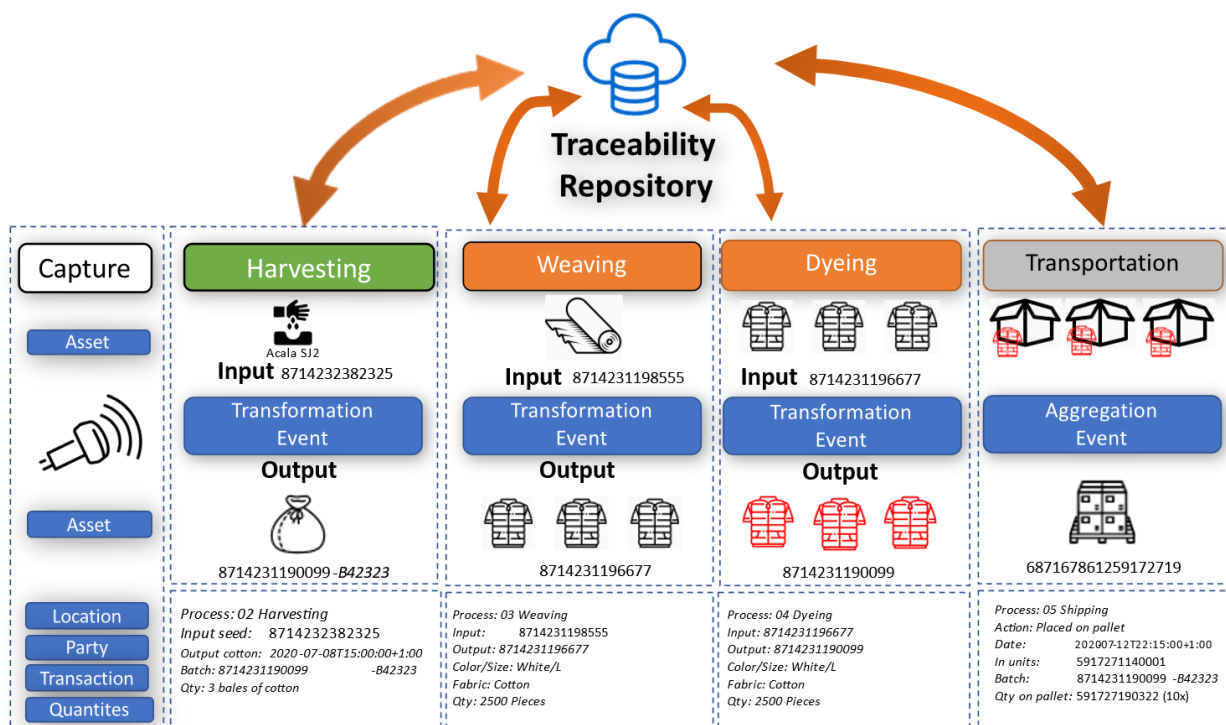 Traceability
Repository
Capture
Asset
Asset
Location
Party
Transaction
Quantites
Harvesting
Acala SJ2
Input 8714232382325
Transformation
Event
Output
8714231190099 -B42323
Process: 02 Harvesting
Input seed: 8714232382325
Output cotton: 2020-07-08T15:00:00+1:00
Batch: 8714231190099 -B42323
Qty: 3 bales of cotton
Weaving
Input 8714231198555
Transformation
Event
Output
8714231196677
Process: 03 Weaving
Input: 8714231198555
Output: 8714231196677
Color/Size: White/L
Fabric: Cotton
Qty: 2500 Pieces
Dyeing
Input 8714231196677
Transformation
Event
Output
8714231190099
Process: 04 Dyeing
Input: 8714231196677
Output: 8714231190099
Color/Size: White/L
Fabric: Cotton
Qty: 2500 Pieces
Transportation
Aggregation
Event
687167861259172719
Process: 05 Shipping
Action: Placed on pallet
Date: 202007-12T22:15:00+1:00
In units: 5917271140001
Batch: 8714231190099 -B42323
Qty on pallet: 591727190322 (10x)